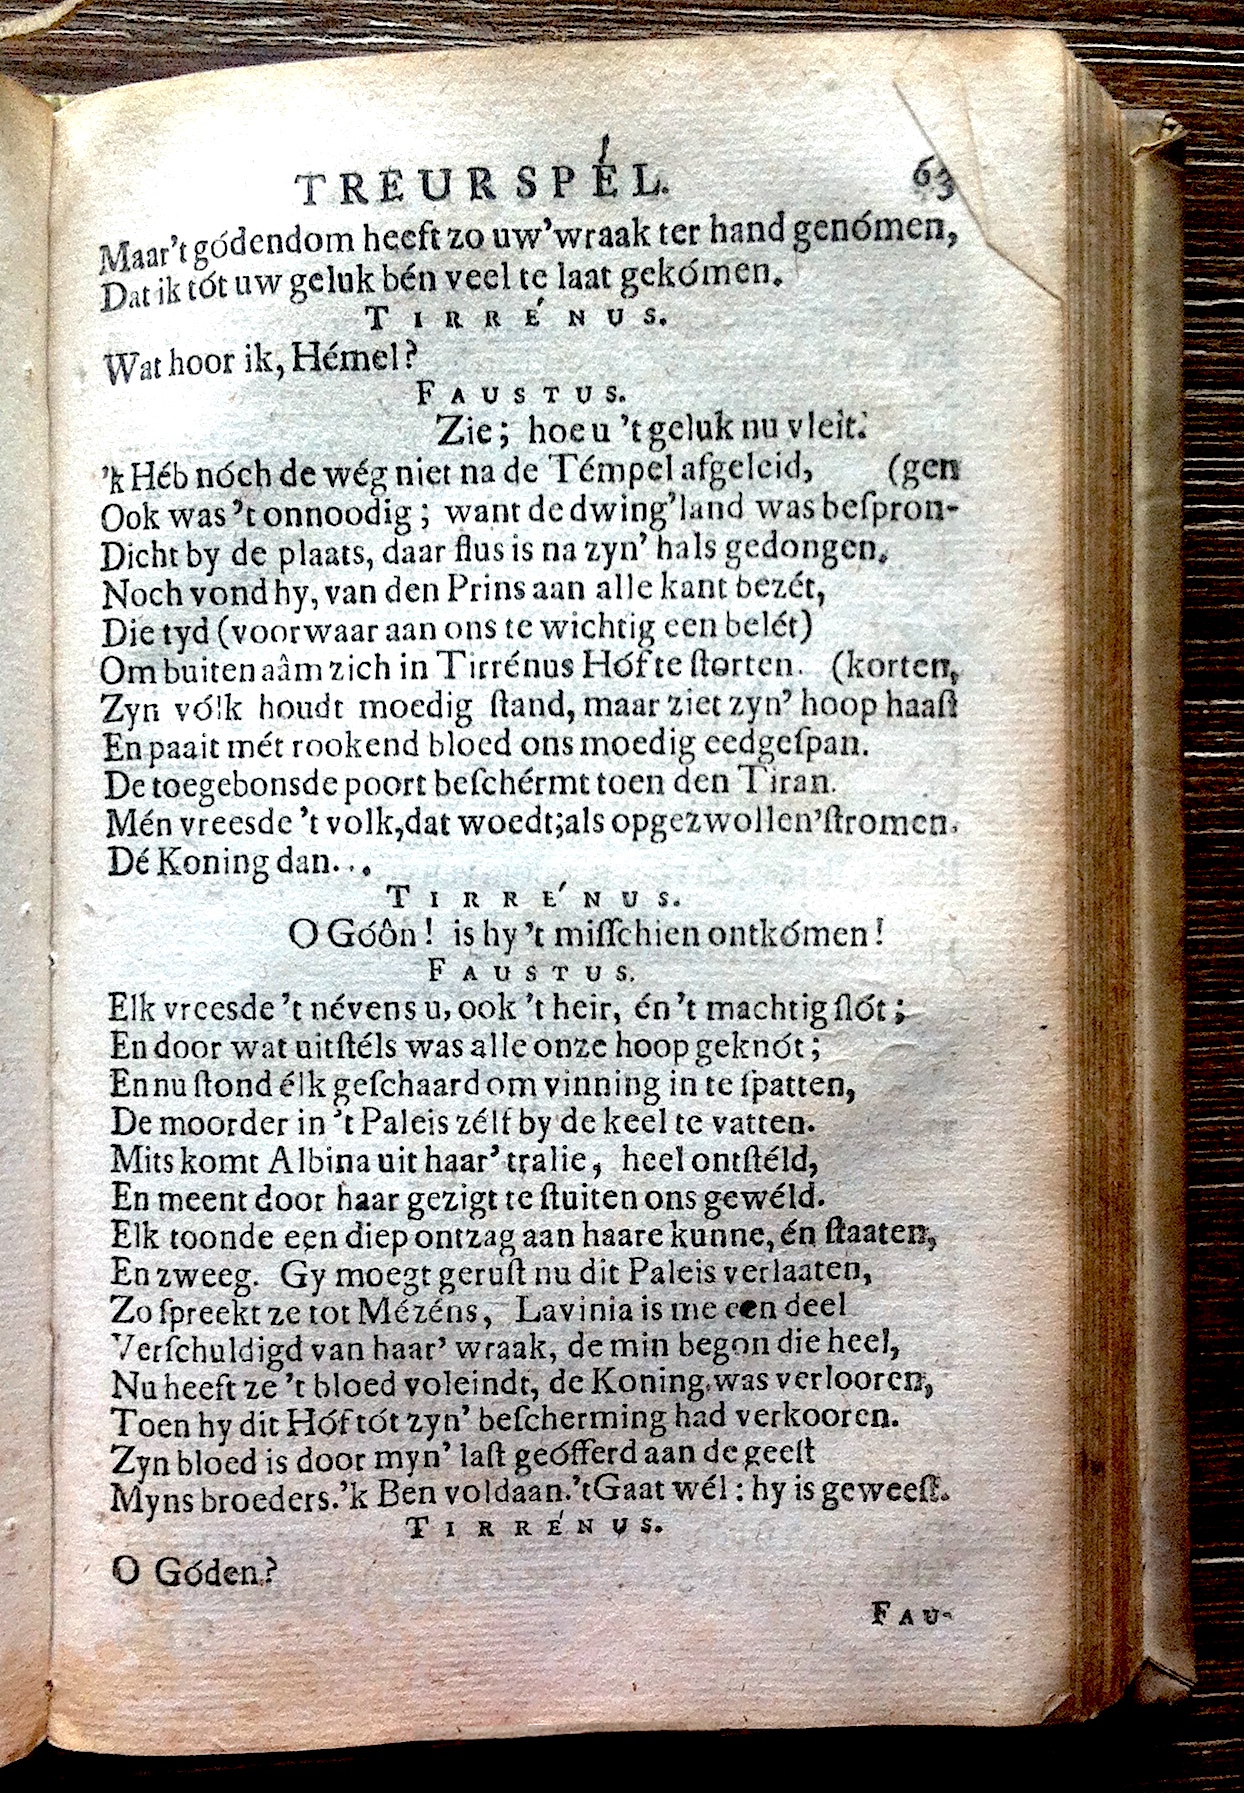 TREURSPÉL. 63
Maar 't gódendom heeft zo uw' wraak ter hand genómen,
Dat ik tót uw geluk bén veel te laat gekómen.
TIRRÉNUS.
Wat hoor ik, Hémel?
FAUSTUS.
Zie; hoe u 't geluk nu vleit.
'k Héb nóch de wég niet na de Témpel afgeleid, (gen
Ook was 't onnoodig; want de dwing'land was beſpron-
Dicht by de plaats, daar flus is na zyn' hals gedongen.
Noch vond hy, van den Prins aan alle kant bezét,
Die tyd (voorwaar aan ons te wichtig een belét)
Om buiten aâm zich in Tirrénus Hóf te ſtorten. (korten,
Zyn vólk houdt moedig ſtand, maar ziet zyn' hoop haaſt
En paait mét rookend bloed ons moedig eedgeſpan.
De toegebonsde poort beſchérmt toen den Tiran.
Mén vreesde 't volk, dat woedt; als opgezwollen' ſtromen.
Dé Koning dan...
TIRRÉNUS.
O Góôn! is hy 't miſſchien ontkómen!
FAUSTUS.
Elk vreesde 't névens u, ook 't heir, én 't machtig ſlót;
En door wat uitſtéls was alle onze hoop geknót;
En nu ſtond élk geſchaard om vinning in te ſpatten,
De moorder in 't Paleis zélf by de keel te vatten.
Mits komt Albina uit haar' tralie, heel ontſtéld,
En meent door haar gezigt te ſtuiten ons gewéld.
Elk toonde een diep ontzag aan haare kunne, én ſtaaten,
En zweeg. Gy moegt geruſt nu dit Paleis verlaaten,
Zo ſpreekt ze tot Mézéns, Lavinia is me een deel
Verſchuldigd van haar' wraak, de min begon die heel,
Nu heeft ze 't bloed voleindt, de Koning was verlooren,
Toen hy dit Hóf tót zyn' beſcherming had verkooren.
Zyn bloed is door myn' laſt geófferd aan de geeſt
Myns broeders. 'k Ben voldaan. 't Gaat wél: hy is geweeſt.
TIRRÉNUS.
O Góden?
FAU-